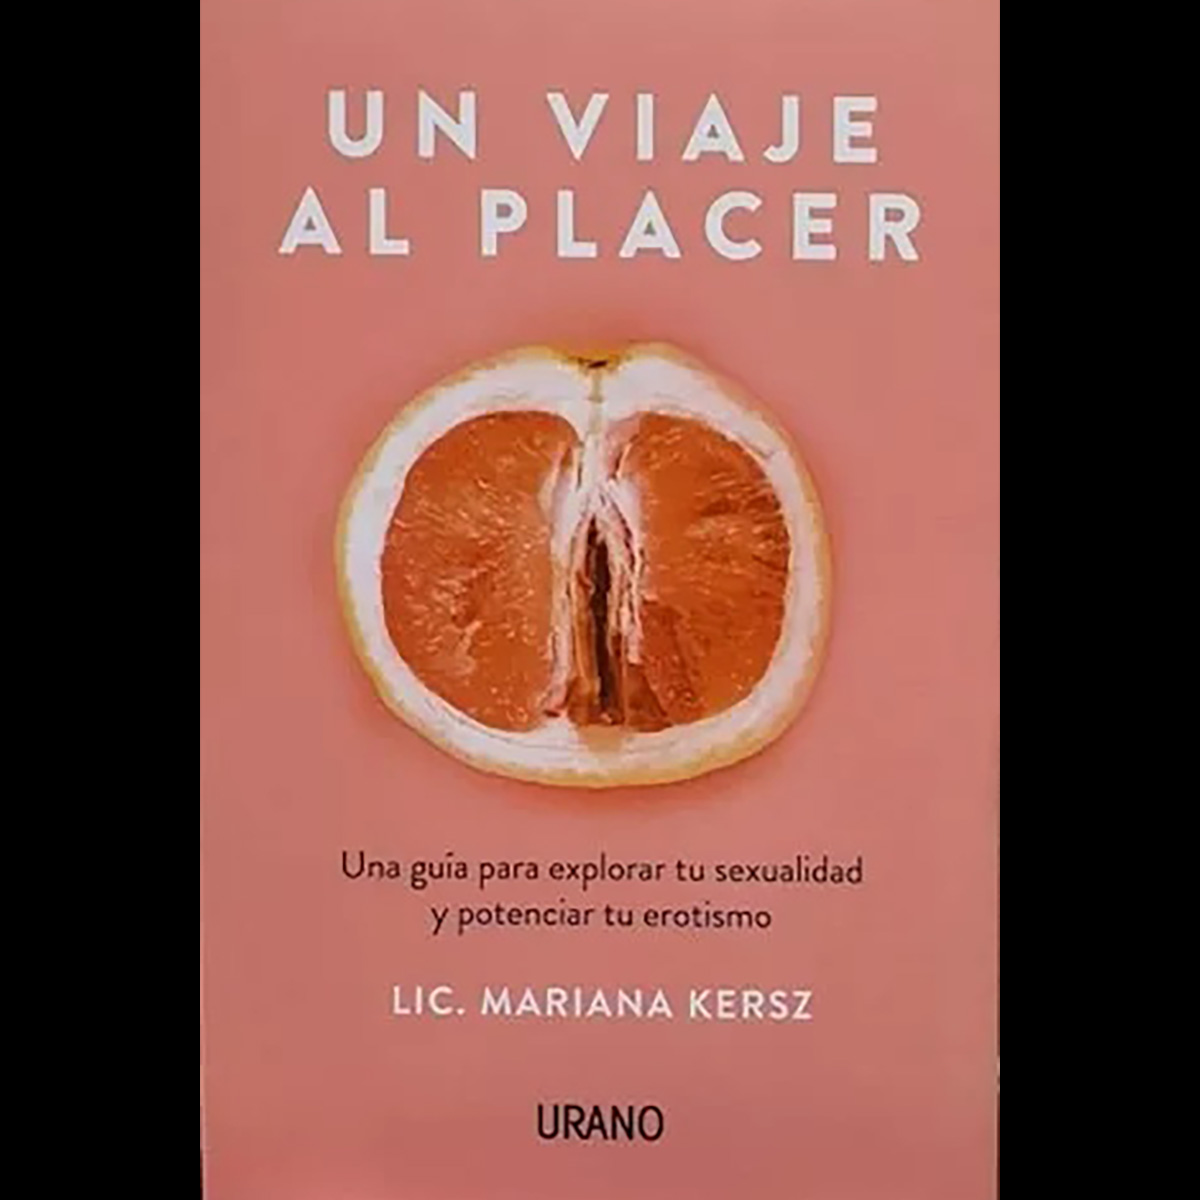 UN VIAJE
AL PLACER
Una guía para explorar tu sexualidad
y potenciar tu erotismo
LIC. MARIANA KERSZ
URANO